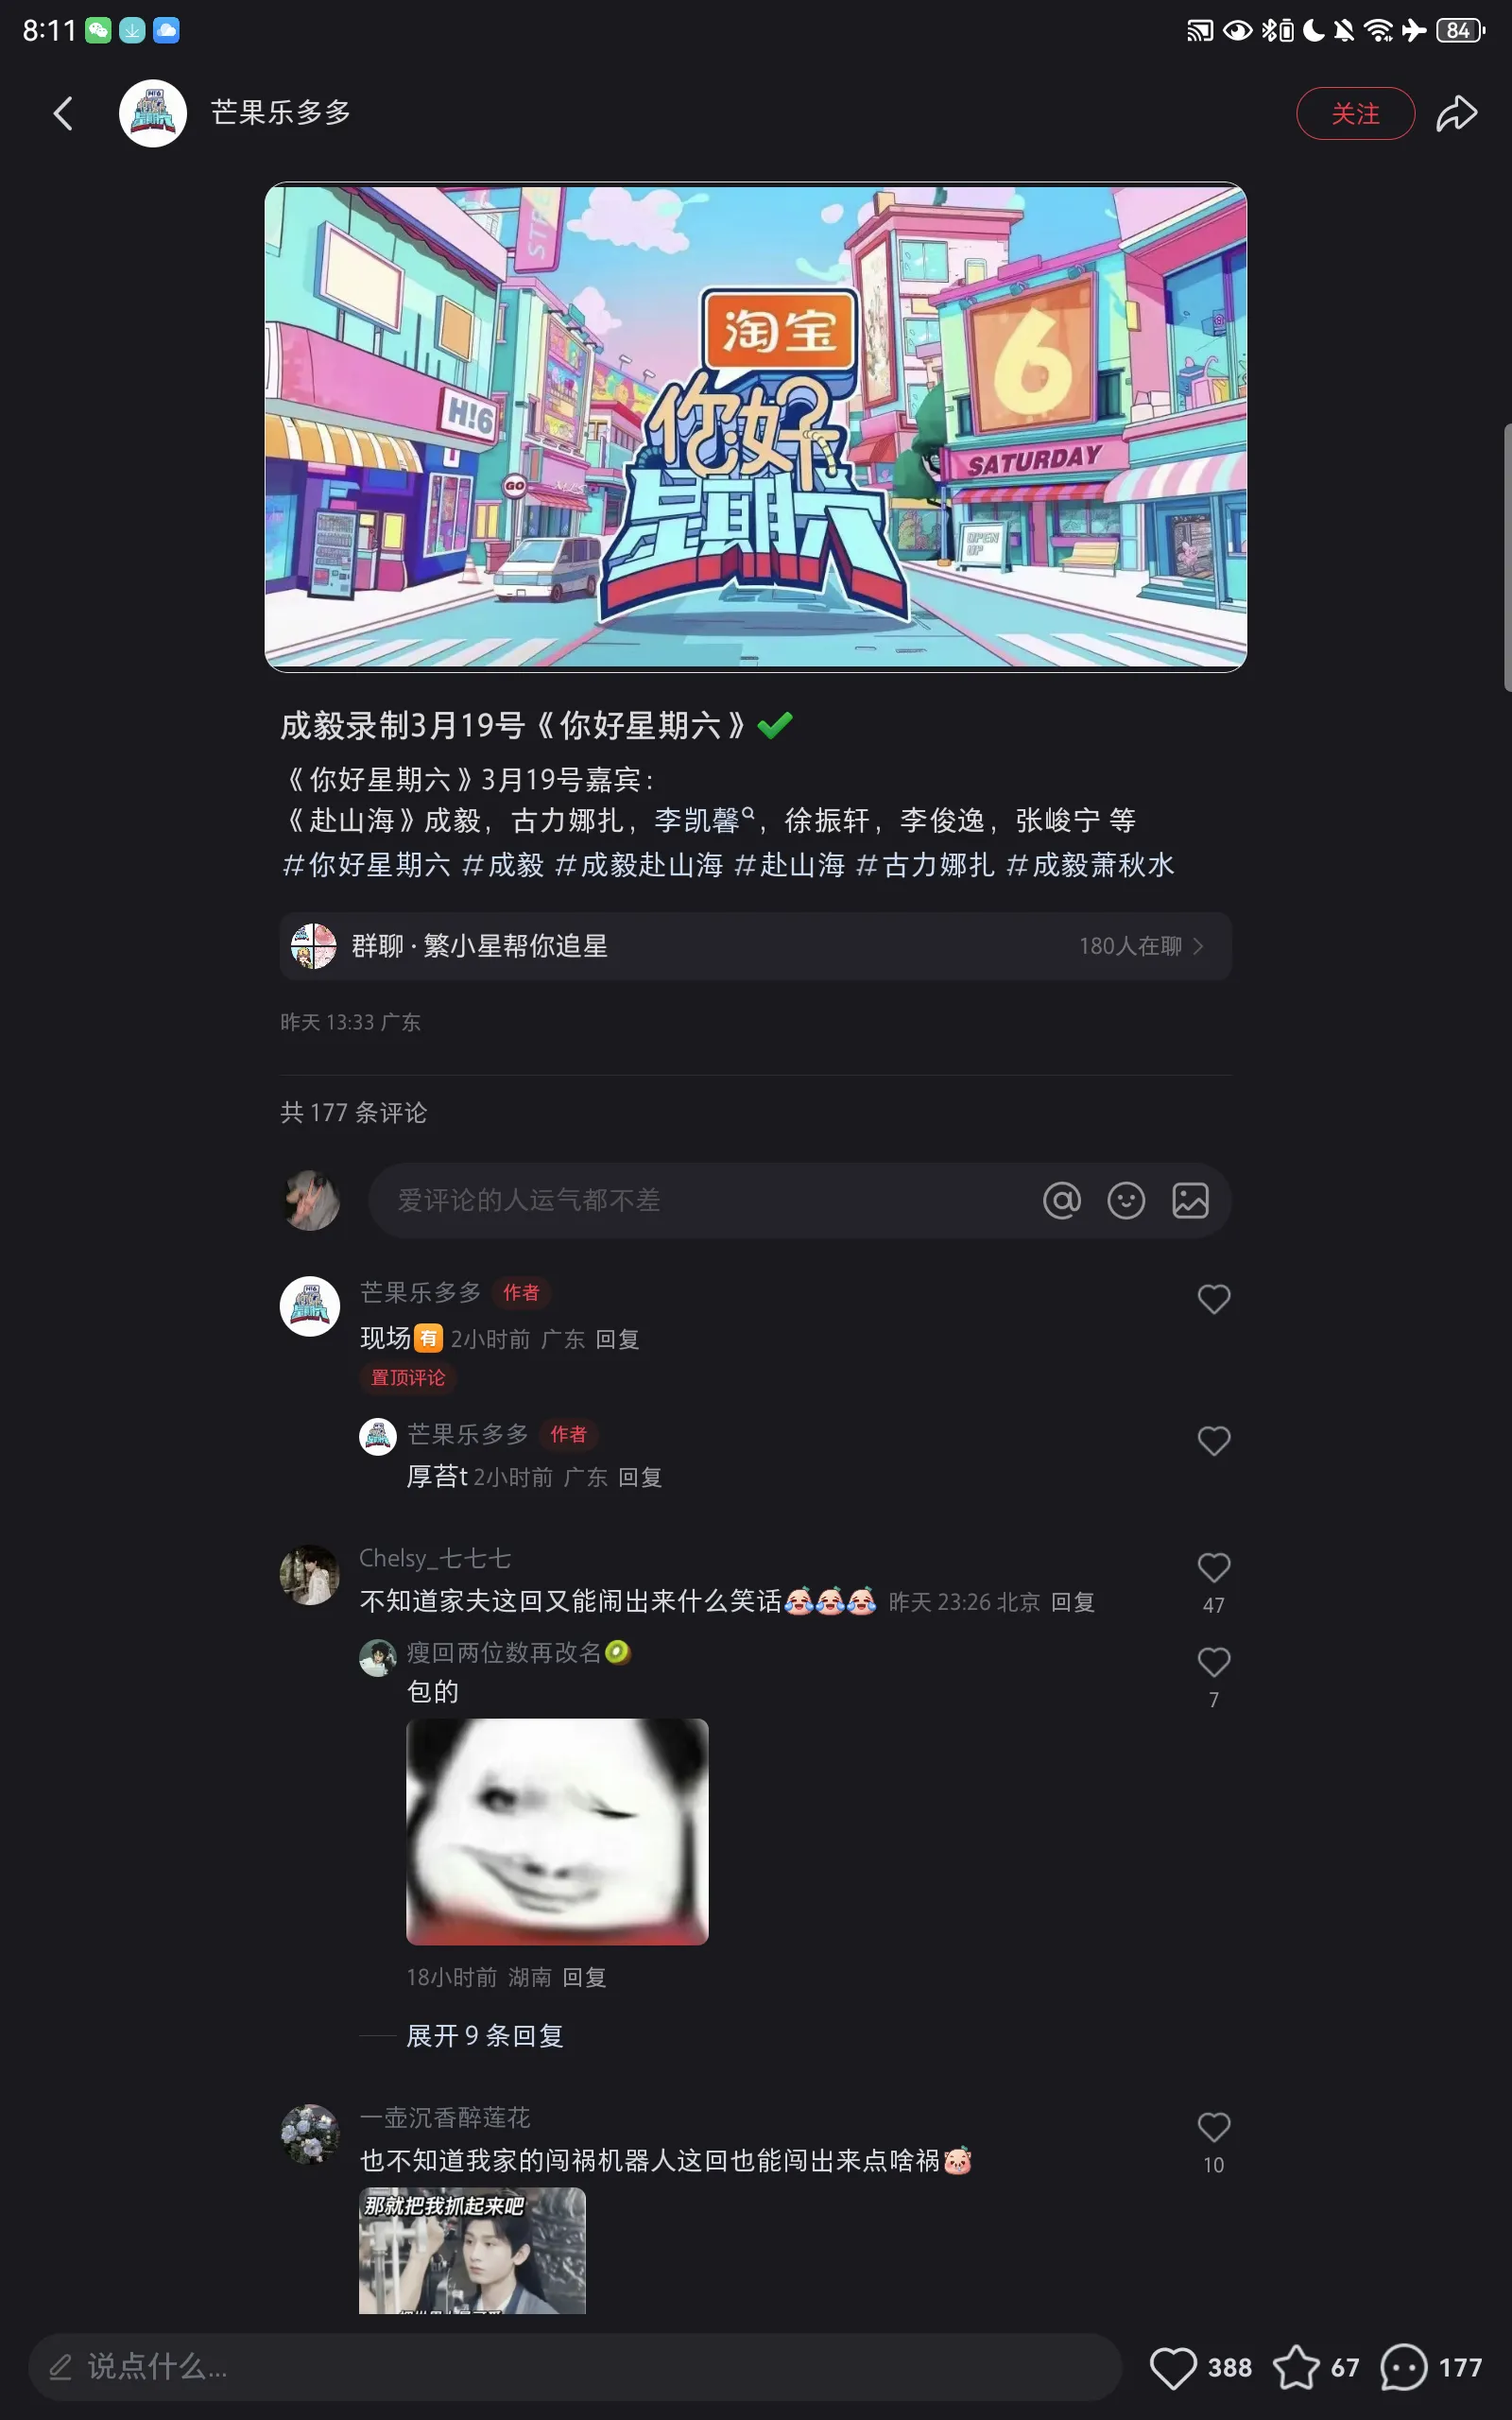 8:11
84
芒果乐多多
关注
STRE
淘宝
你好
星期六
H!6
GO
6
SATURDAY
OPEN
UP
成毅录制3月19号《你好星期六》
《你好星期六》3月19号嘉宾：
《赴山海》成毅，古力娜扎，李凯馨，徐振轩，李俊逸，张峻宁 等
#你好星期六 #成毅 #成毅赴山海 #赴山海 #古力娜扎 #成毅萧秋水
群聊·繁小星帮你追星
180人在聊
昨天 13:33 广东
共 177 条评论
爱评论的人运气都不差
芒果乐多多 作者
现场🈶 2小时前 广东 回复
置顶评论
芒果乐多多 作者
厚苔t 2小时前 广东 回复
Chelsy_七七七
不知道家夫这回又能闹出来什么笑话 昨天 23:26 北京 回复
47
瘦回两位数再改名🥝
包的
7
18小时前 湖南 回复
展开 9 条回复
一壶沉香醉莲花
也不知道我家的闯祸机器人这回也能闯出来点啥祸
10
那就把我抓起来吧
说点什么...
388
67
177